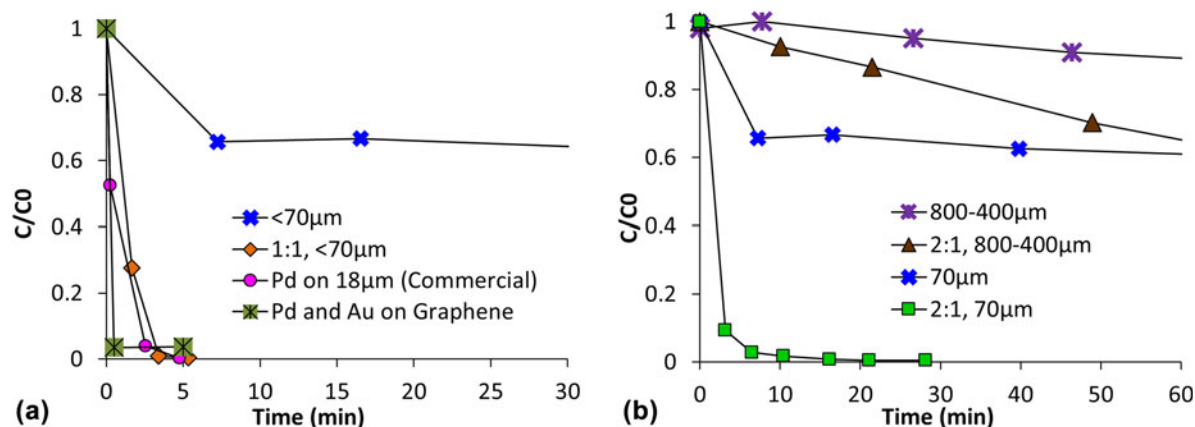 1
0.8
0.6
0.4
0.2
0
C/C0
<70µm
1:1, <70µm
Pd on 18µm (Commercial)
Pd and Au on Graphene
0 5 10 15 20 25 30
Time (min)
(a)
1
0.8
0.6
0.4
0.2
0
C/C0
800-400µm
2:1, 800-400µm
70µm
2:1, 70µm
0 10 20 30 40 50 60
Time (min)
(b)